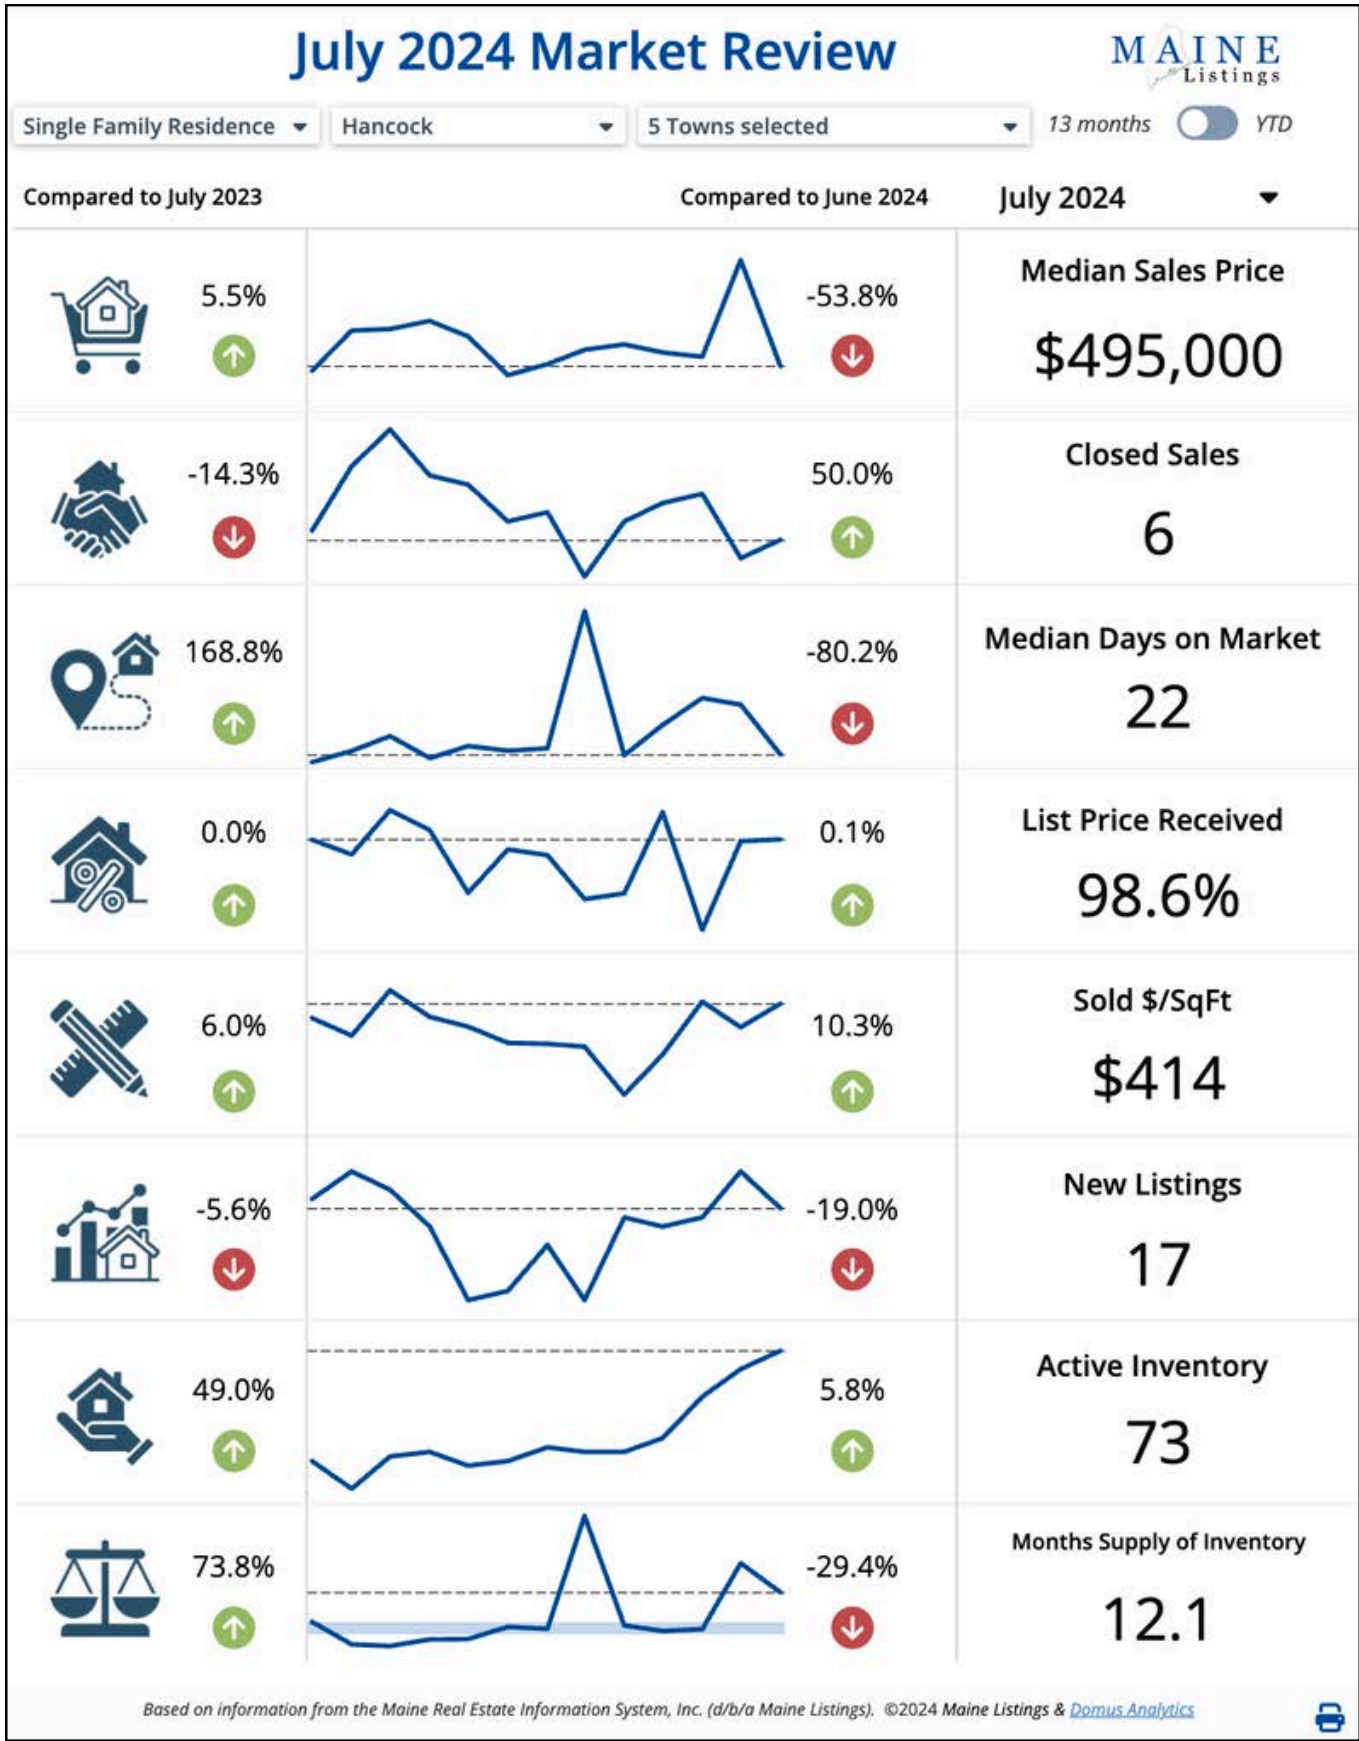 July 2024 Market Review
MAINE
Listings
Single Family Residence
Hancock
5 Towns selected
13 months
YTD
Compared to July 2023
Compared to June 2024
July 2024
5.5%
-53.8%
Median Sales Price
$495,000
-14.3%
50.0%
Closed Sales
6
168.8%
-80.2%
Median Days on Market
22
0.0%
0.1%
List Price Received
98.6%
6.0%
10.3%
Sold $/SqFt
$414
-5.6%
-19.0%
New Listings
17
49.0%
5.8%
Active Inventory
73
73.8%
-29.4%
Months Supply of Inventory
12.1
Based on information from the Maine Real Estate Information System, Inc. (d/b/a Maine Listings). ©2024 Maine Listings & Domus Analytics